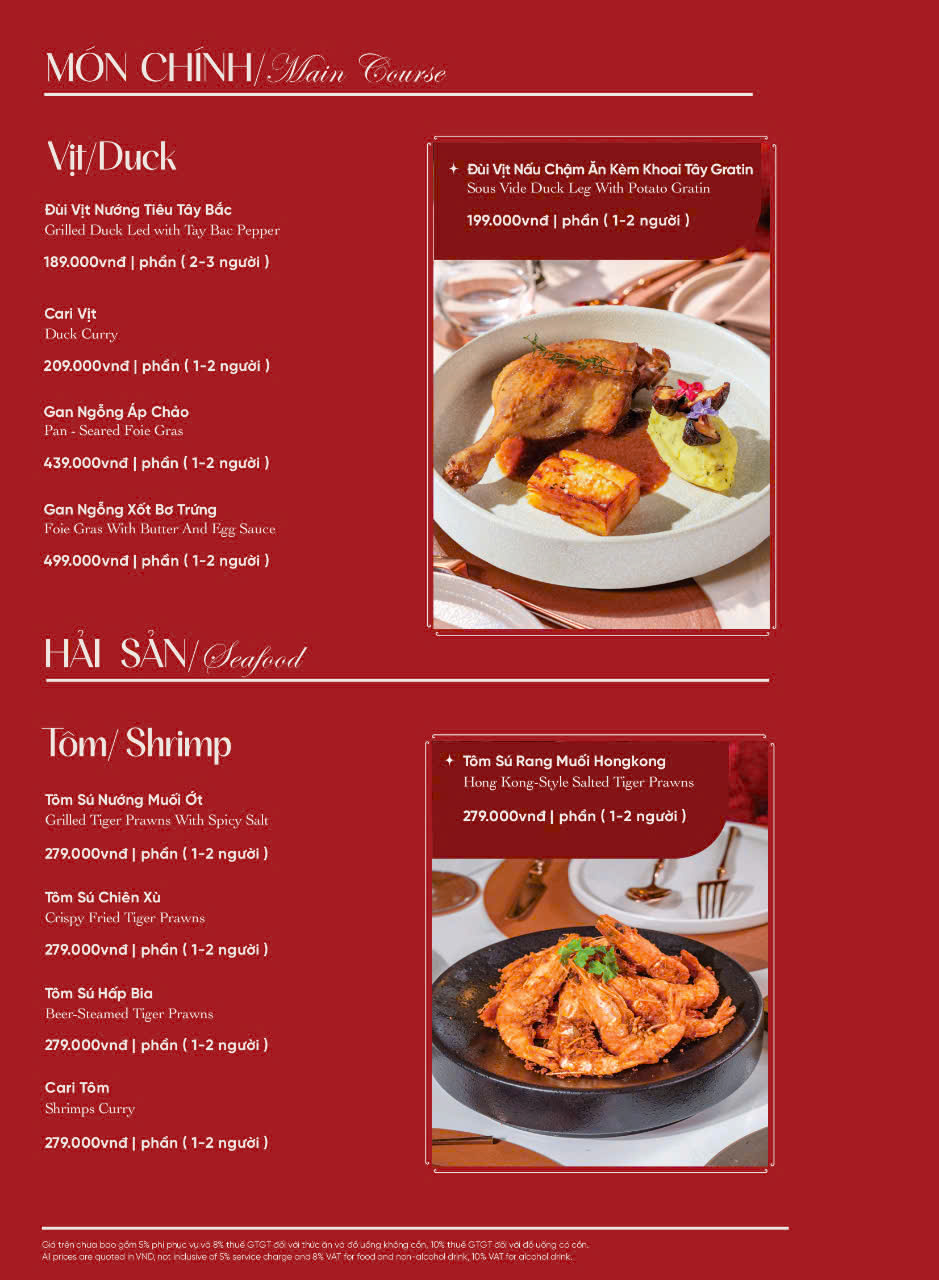 MÓN CHÍNH/Main Course
Vịt/Duck
Đùi Vịt Nướng Tiêu Tây Bắc
Grilled Duck Led with Tay Bac Pepper
189.000vnđ | phần ( 2-3 người )
Cari Vịt
Duck Curry
209.000vnđ | phần ( 1-2 người )
Gan Ngỗng Áp Chảo
Pan - Seared Foie Gras
439.000vnđ | phần ( 1-2 người )
Gan Ngỗng Xốt Bơ Trứng
Foie Gras With Butter And Egg Sauce
499.000vnđ | phần ( 1-2 người )
Đùi Vịt Nấu Chậm Ăn Kèm Khoai Tây Gratin
Sous Vide Duck Leg With Potato Gratin
199.000vnđ | phần ( 1-2 người )
HẢI SẢN/Seafood
Tôm/ Shrimp
Tôm Sú Nướng Muối Ớt
Grilled Tiger Prawns With Spicy Salt
279.000vnđ | phần ( 1-2 người )
Tôm Sú Chiên Xù
Crispy Fried Tiger Prawns
279.000vnđ | phần ( 1-2 người )
Tôm Sú Hấp Bia
Beer-Steamed Tiger Prawns
279.000vnđ | phần ( 1-2 người )
Cari Tôm
Shrimps Curry
279.000vnđ | phần ( 1-2 người )
Tôm Sú Rang Muối Hongkong
Hong Kong-Style Salted Tiger Prawns
279.000vnđ | phần ( 1-2 người )
Giá trên chưa bao gồm 5% phí phục vụ và 8% thuế GTGT đối với thức ăn và đồ uống không cồn, 10% thuế GTGT đối với đồ uống có cồn.
All prices are quoted in VND, not inclusive of 5% service charge and 8% VAT for food and non-alcohol drink, 10% VAT for alcohol drink.